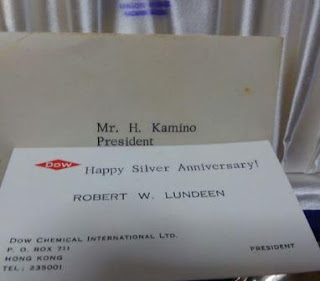 Mr. H. Kamino
President
DOW Happy Silver Anniversary!
ROBERT W. LUNDEEN
DOW CHEMICAL INTERNATIONAL LTD.
P. O. BOX 711
HONG KONG
TEL; 235001
PRESIDENT